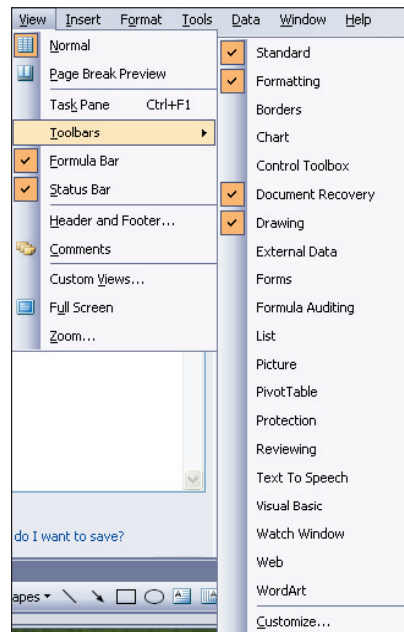 View Insert Format Tools Data Window Help
Normal
Page Break Preview
Task Pane Ctrl+F1
Toolbars
Formula Bar
Status Bar
Header and Footer...
Comments
Custom Views...
Full Screen
Zoom...
Standard
Formatting
Borders
Chart
Control Toolbox
Document Recovery
Drawing
External Data
Forms
Formula Auditing
List
Picture
PivotTable
Protection
Reviewing
Text To Speech
Visual Basic
Watch Window
Web
WordArt
Customize...
do I want to save?
apes